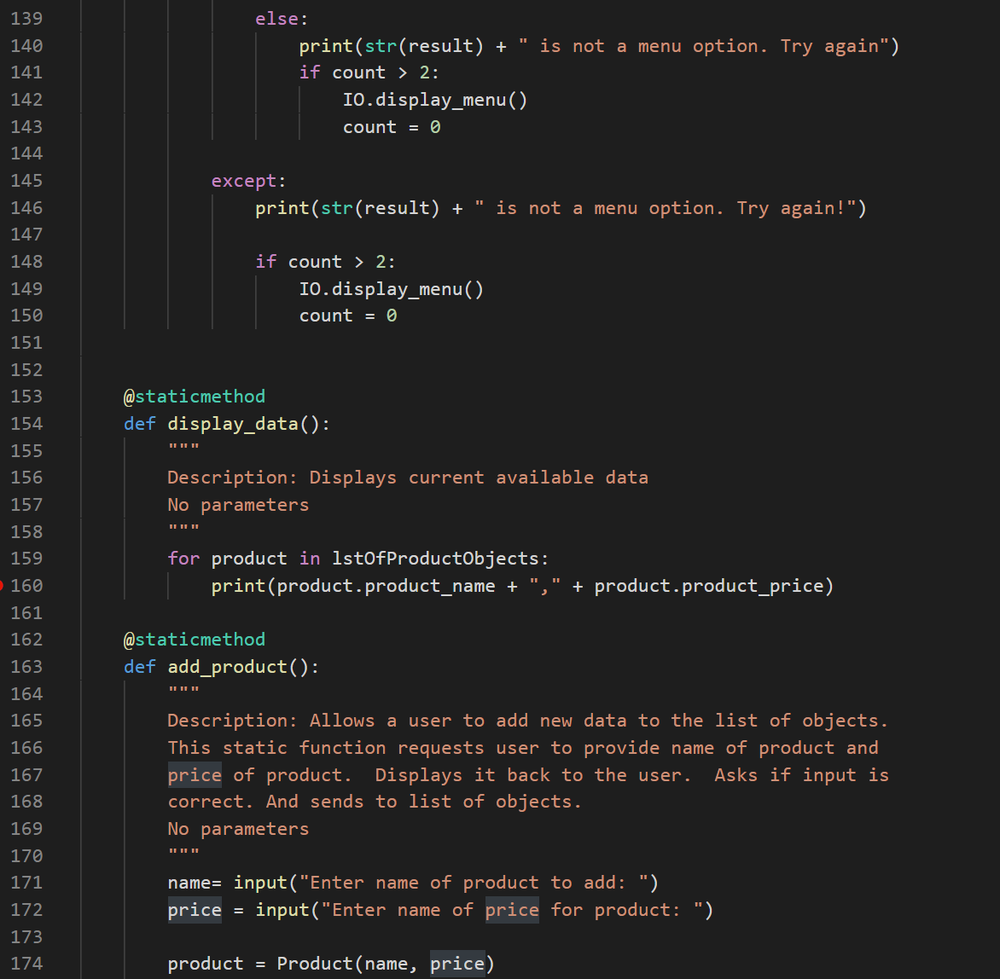 139 else:
140 print(str(result) + " is not a menu option. Try again")
141 if count > 2:
142 IO.display_menu()
143 count = 0
144
145 except:
146 print(str(result) + " is not a menu option. Try again!")
147
148 if count > 2:
149 IO.display_menu()
150 count = 0
151
152
153 @staticmethod
154 def display_data():
155 """
156 Description: Displays current available data
157 No parameters
158 """
159 for product in lstOfProductObjects:
160 print(product.product_name + "," + product.product_price)
161
162 @staticmethod
163 def add_product():
164 """
165 Description: Allows a user to add new data to the list of objects.
166 This static function requests user to provide name of product and
167 price of product.  Displays it back to the user.  Asks if input is
168 correct. And sends to list of objects.
169 No parameters
170 """
171 name= input("Enter name of product to add: ")
172 price = input("Enter name of price for product: ")
173
174 product = Product(name, price)